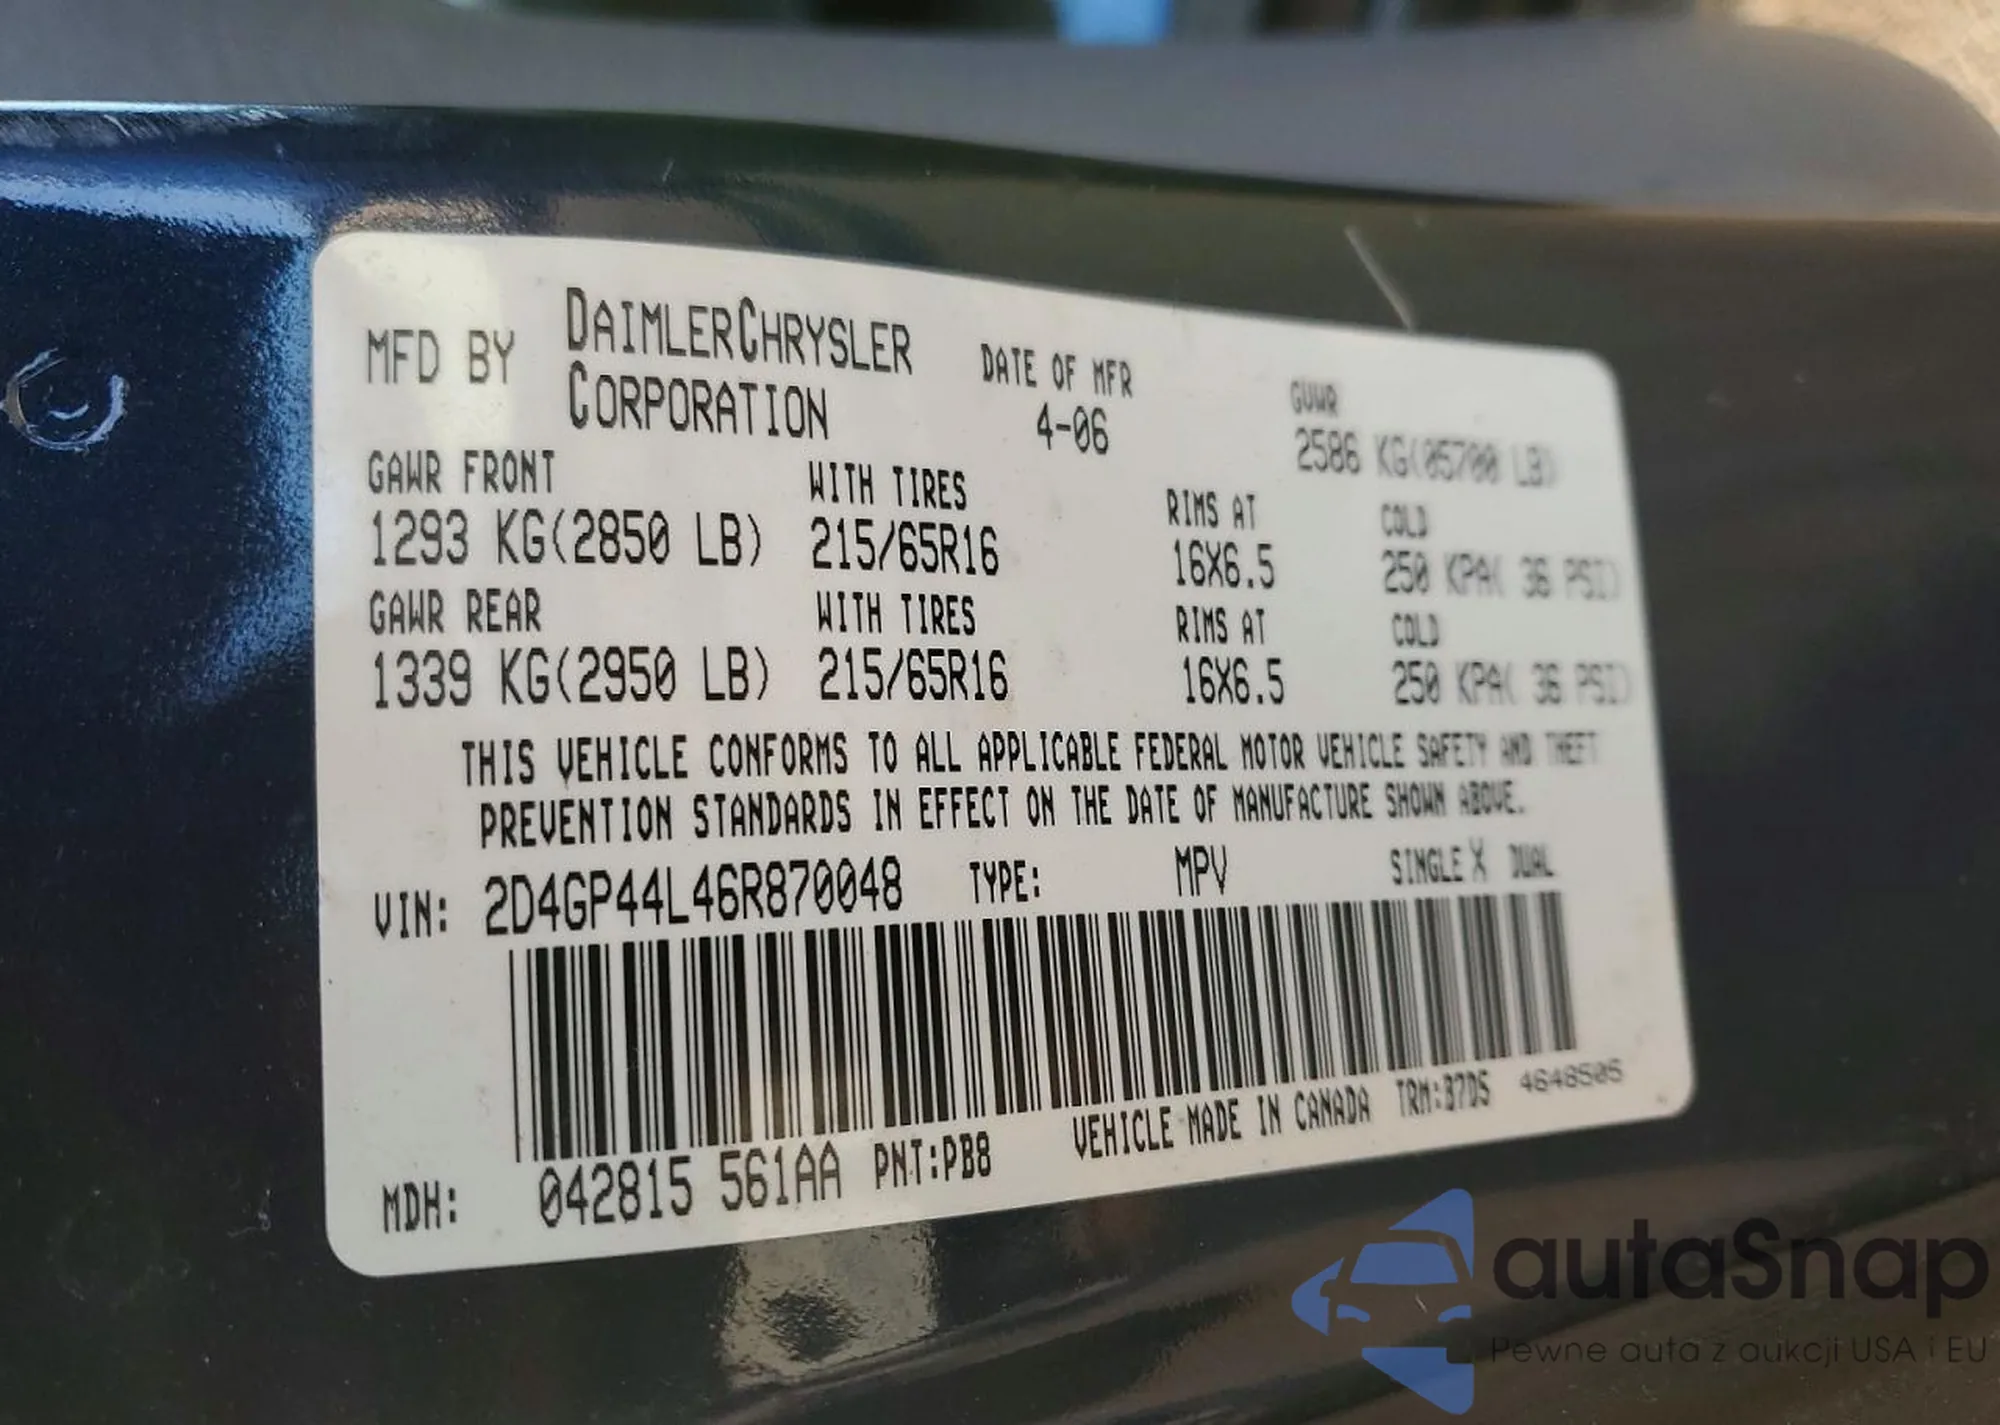 MFD BY DAIMLERCHRYSLER CORPORATION
DATE OF MFR
4-06
GVWR
2586 KG(05700 LB)
GAWR FRONT WITH TIRES RIMS AT COLD
1293 KG(2850 LB) 215/65R16 16X6.5 250 KPA( 36 PSI)
GAWR REAR WITH TIRES RIMS AT COLD
1339 KG(2950 LB) 215/65R16 16X6.5 250 KPA( 36 PSI)
THIS VEHICLE CONFORMS TO ALL APPLICABLE FEDERAL MOTOR VEHICLE SAFETY AND THEFT
PREVENTION STANDARDS IN EFFECT ON THE DATE OF MANUFACTURE SHOWN ABOVE.
VIN: 2D4GP44L46R870048 TYPE: MPV SINGLE X DUAL
MDH: 042815 561AA PNT:PB8 VEHICLE MADE IN CANADA TRM:B7DS 4648505
autaSnap
Pewne auta z aukcji USA i EU